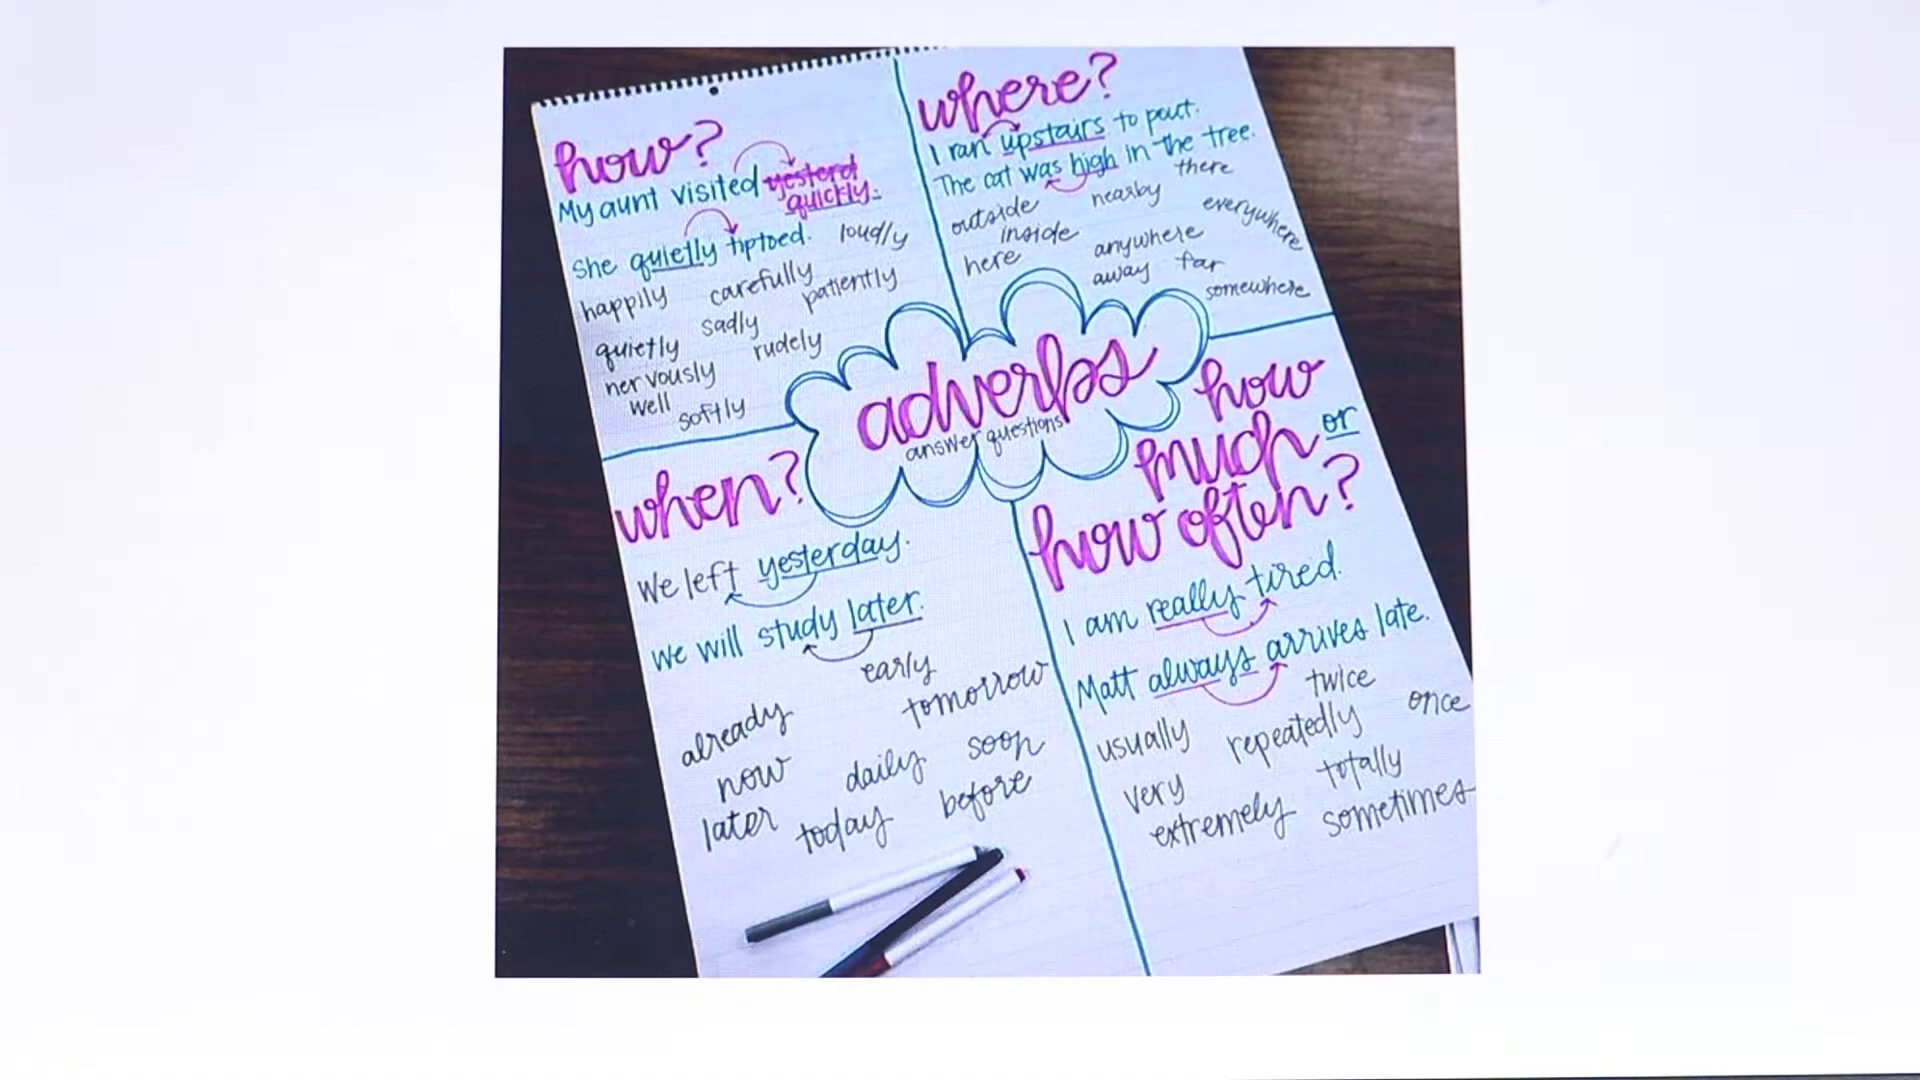 how?
My aunt visited yesterd
quickly.
She quietly tiptoed. loudly
happily carefully patiently
sadly
quietly rudely
nervously
well softly
where?
I ran upstairs to pout.
The cat was high in the tree.
outside nearby there
inside everywhere
here anywhere
away far
somewhere
adverbs
answer questions
when?
We left yesterday.
We will study later.
early
already tomorrow
now daily soon
later today before
how
much or
how often?
I am really tired.
Matt always arrives late.
twice
usually repeatedly once
very totally
extremely sometimes